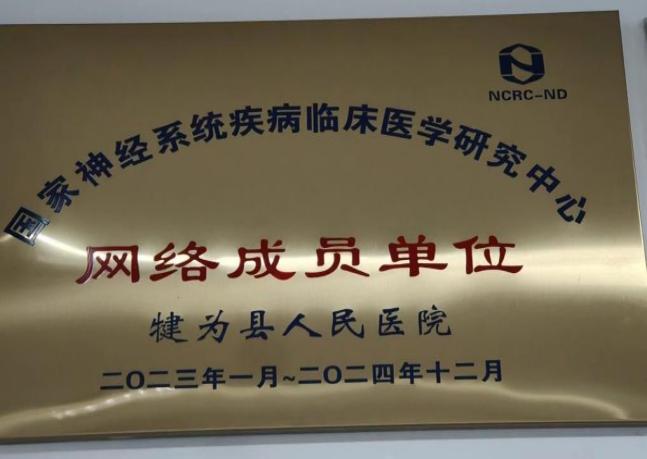 NCRC-ND
国家神经系统疾病临床医学研究中心
网络成员单位
犍为县人民医院
二〇二三年一月~二〇二四年十二月